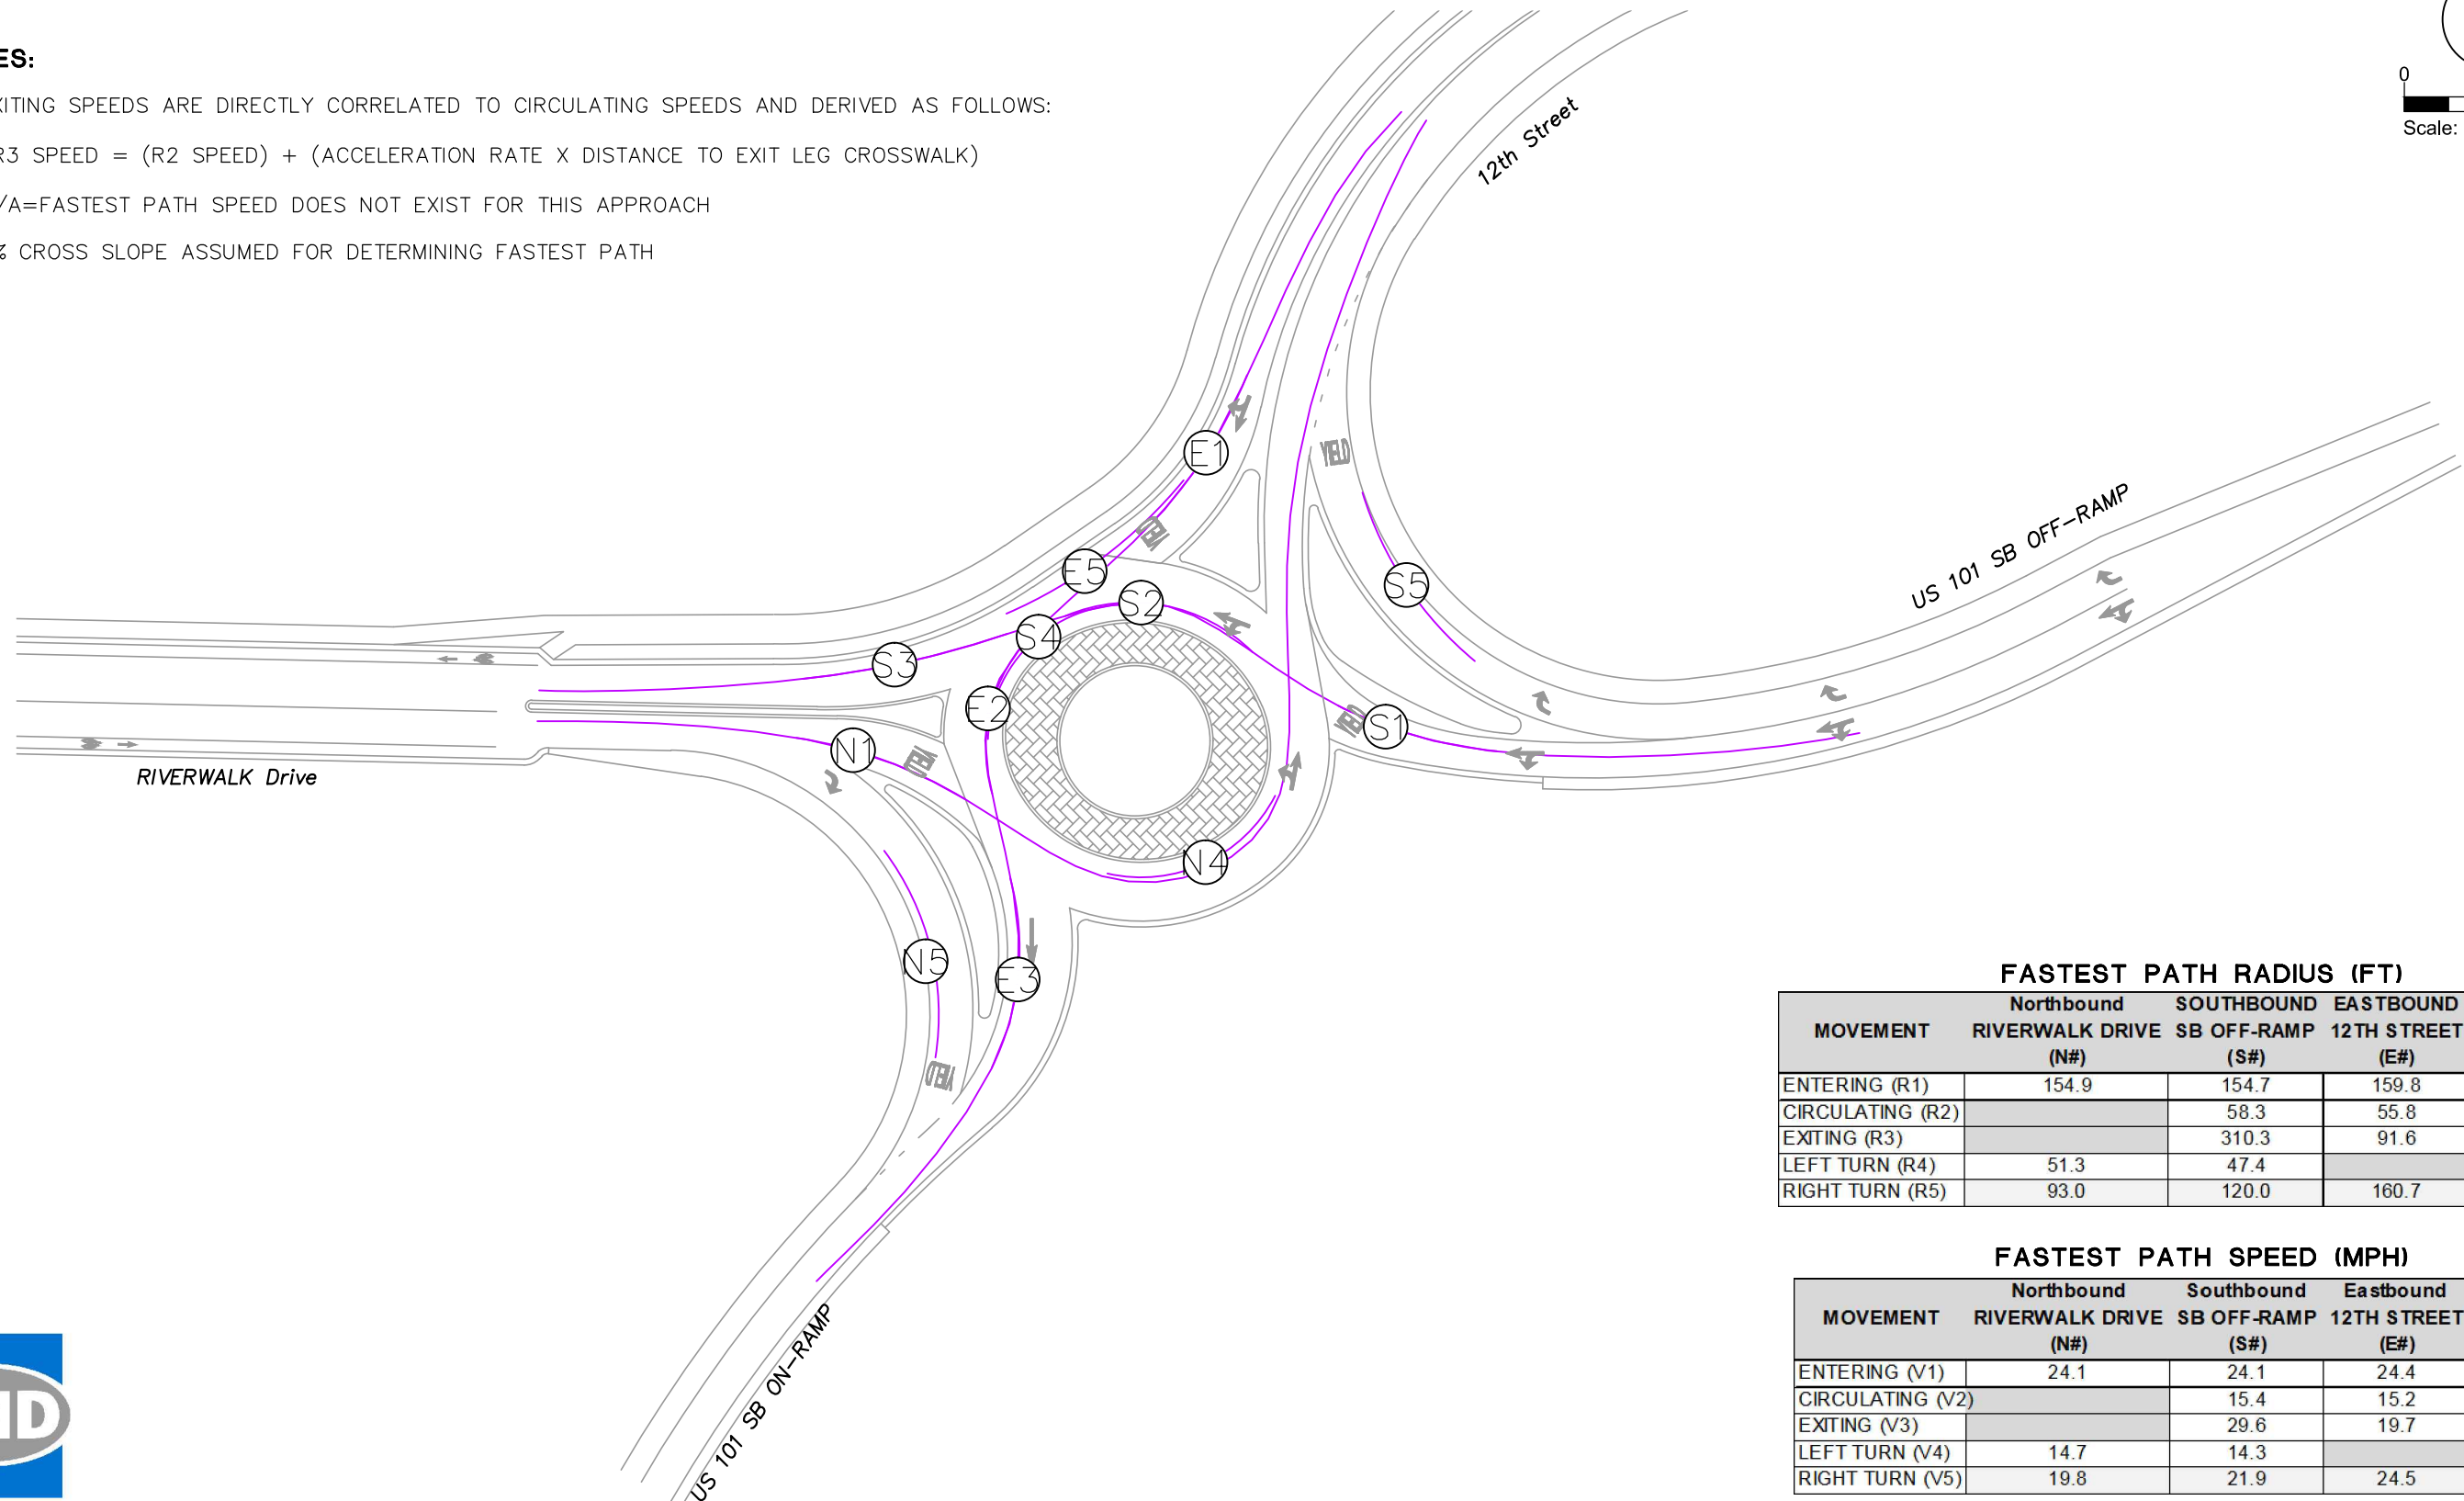 ES:
XITING SPEEDS ARE DIRECTLY CORRELATED TO CIRCULATING SPEEDS AND DERIVED AS FOLLOWS:
R3 SPEED = (R2 SPEED) + (ACCELERATION RATE X DISTANCE TO EXIT LEG CROSSWALK)
/A=FASTEST PATH SPEED DOES NOT EXIST FOR THIS APPROACH
% CROSS SLOPE ASSUMED FOR DETERMINING FASTEST PATH
0
Scale:
12th Street
E1
YIELD
US 101 SB OFF-RAMP
YIELD
E5
S5
S2
S4
S3
E2
YIELD
S1
N1
YIELD
RIVERWALK Drive
N4
N5
E3
YIELD
US 101 SB ON-RAMP
FASTEST PATH RADIUS (FT)
MOVEMENT Northbound RIVERWALK DRIVE (N#) SOUTHBOUND SB OFF-RAMP (S#) EASTBOUND 12TH STREET (E#)
ENTERING (R1) 154.9 154.7 159.8
CIRCULATING (R2) 58.3 55.8
EXITING (R3) 310.3 91.6
LEFT TURN (R4) 51.3 47.4
RIGHT TURN (R5) 93.0 120.0 160.7
FASTEST PATH SPEED (MPH)
MOVEMENT Northbound RIVERWALK DRIVE (N#) Southbound SB OFF-RAMP (S#) Eastbound 12TH STREET (E#)
ENTERING (V1) 24.1 24.1 24.4
CIRCULATING (V2) 15.4 15.2
EXITING (V3) 29.6 19.7
LEFT TURN (V4) 14.7 14.3
RIGHT TURN (V5) 19.8 21.9 24.5